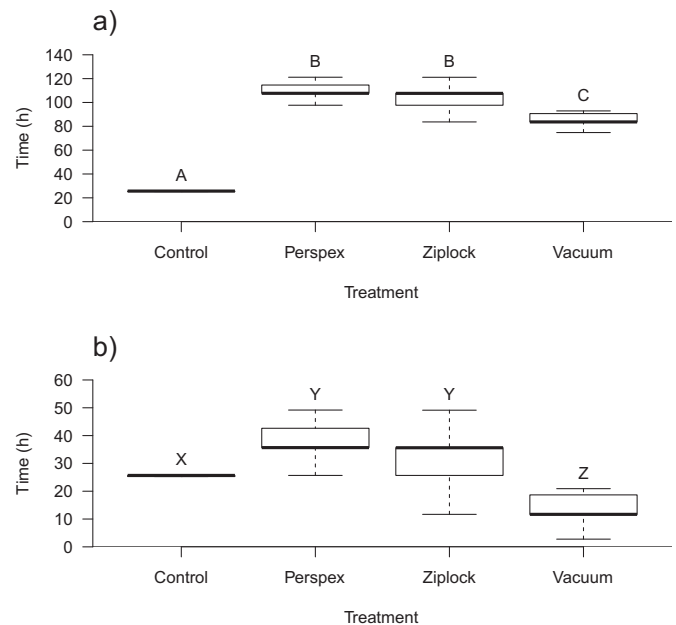 a)
140
120
100
80
60
40
20
0
Time (h)
A
B
B
C
Control
Perspex
Ziplock
Vacuum
Treatment
b)
60
50
40
30
20
10
0
Time (h)
X
Y
Y
Z
Control
Perspex
Ziplock
Vacuum
Treatment